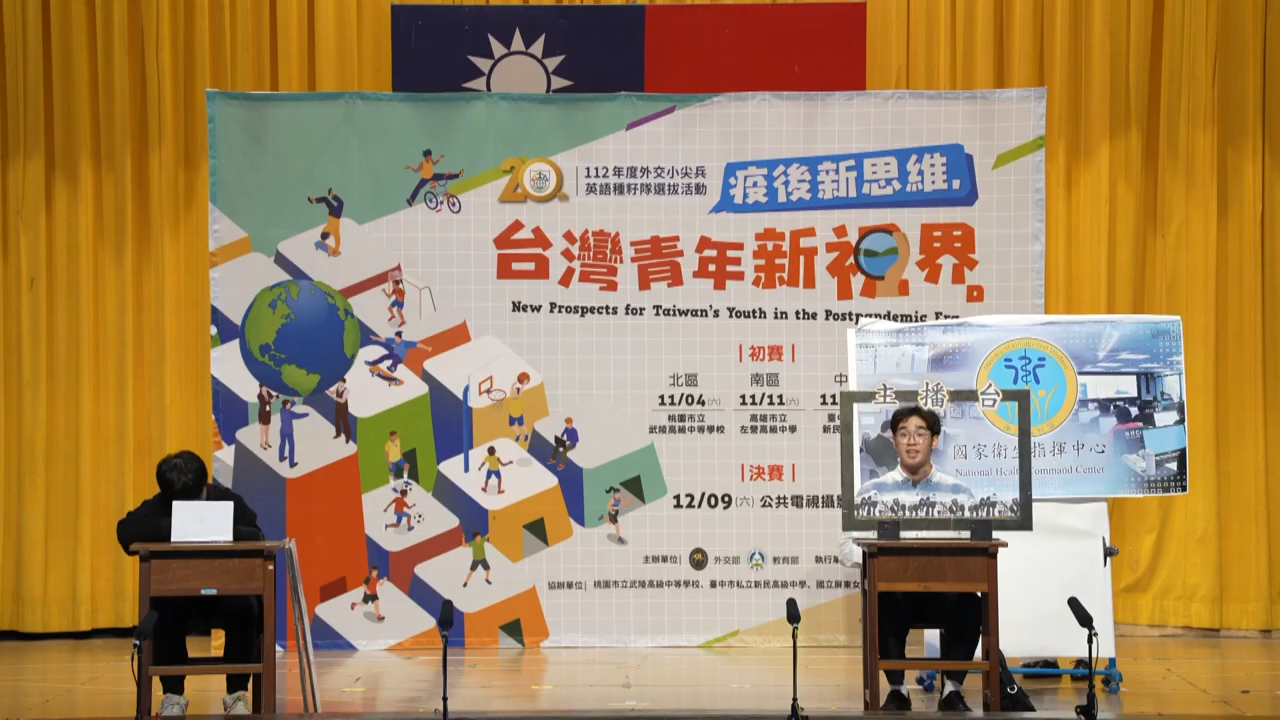 20
112年度外交小尖兵
英語種籽隊選拔活動
疫後新思維,
台灣青年新視界。
New Prospects for Taiwan's Youth in the Postpandemic Era
初賽
北區
11/04(六)
桃園市立
武陵高級中等學校
南區
11/11(六)
高雄市立
左營高級中學
中
11
決賽
12/09(六)公共電視攝
主辦單位| 外交部 教育部
協辦單位| 桃園市立武陵高級中等學校、臺中市私立新民高級中學、國立屏東女
主播台
國家衛生指揮中心
National Health Command Center